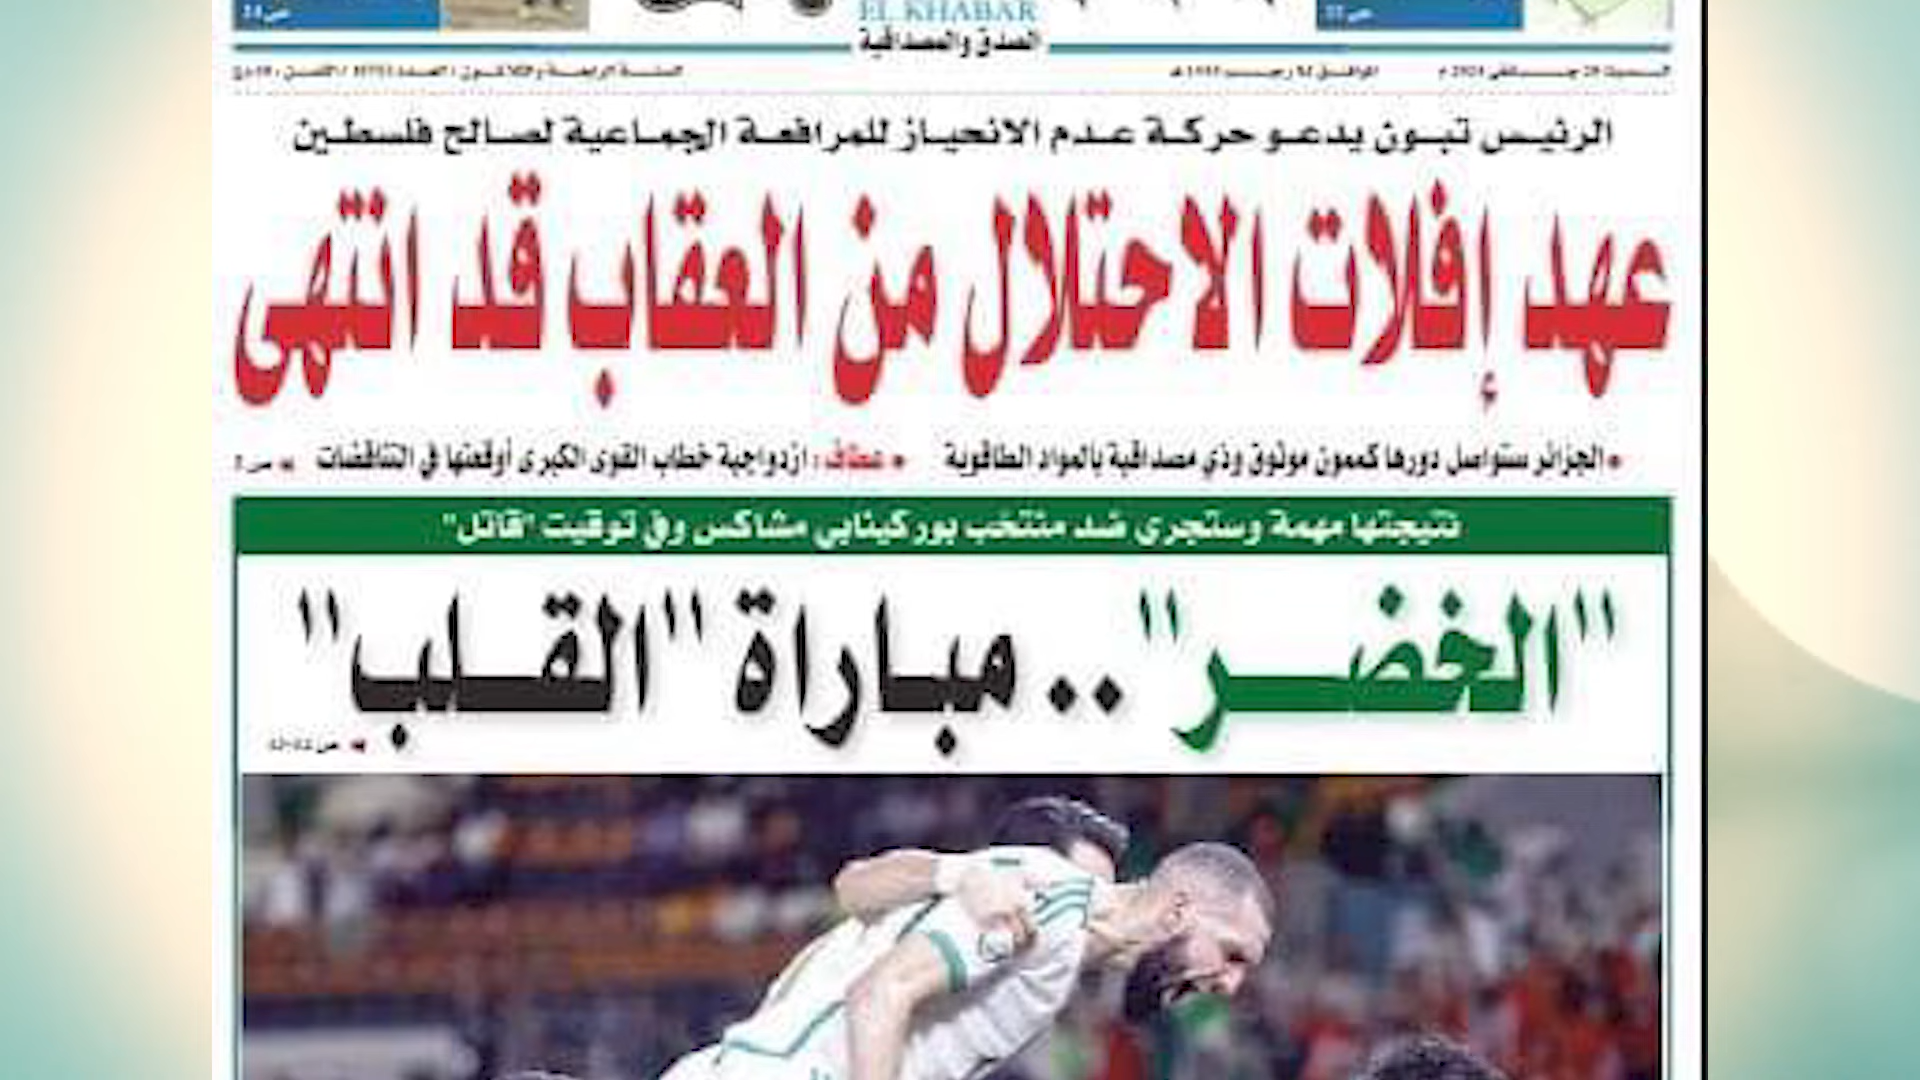 EL KHABAR
الصدق والمصداقية
الرئيس تبون يدعو حركة عدم الانحياز للمرافعة الجماعية لصالح فلسطين
عهد إفلات الاحتلال من العقاب قد انتهى
• الجزائر ستواصل دورها كممون موثوق وذي مصداقية بالمواد الطاقوية
• عطاف : ازدواجية خطاب القوى الكبرى أوقعتها في التناقضات
نتيجتها مهمة وستجرى ضد منتخب بوركينابي مشاكس وفي توقيت "قاتل"
"الخضر" .. مباراة "القلب"